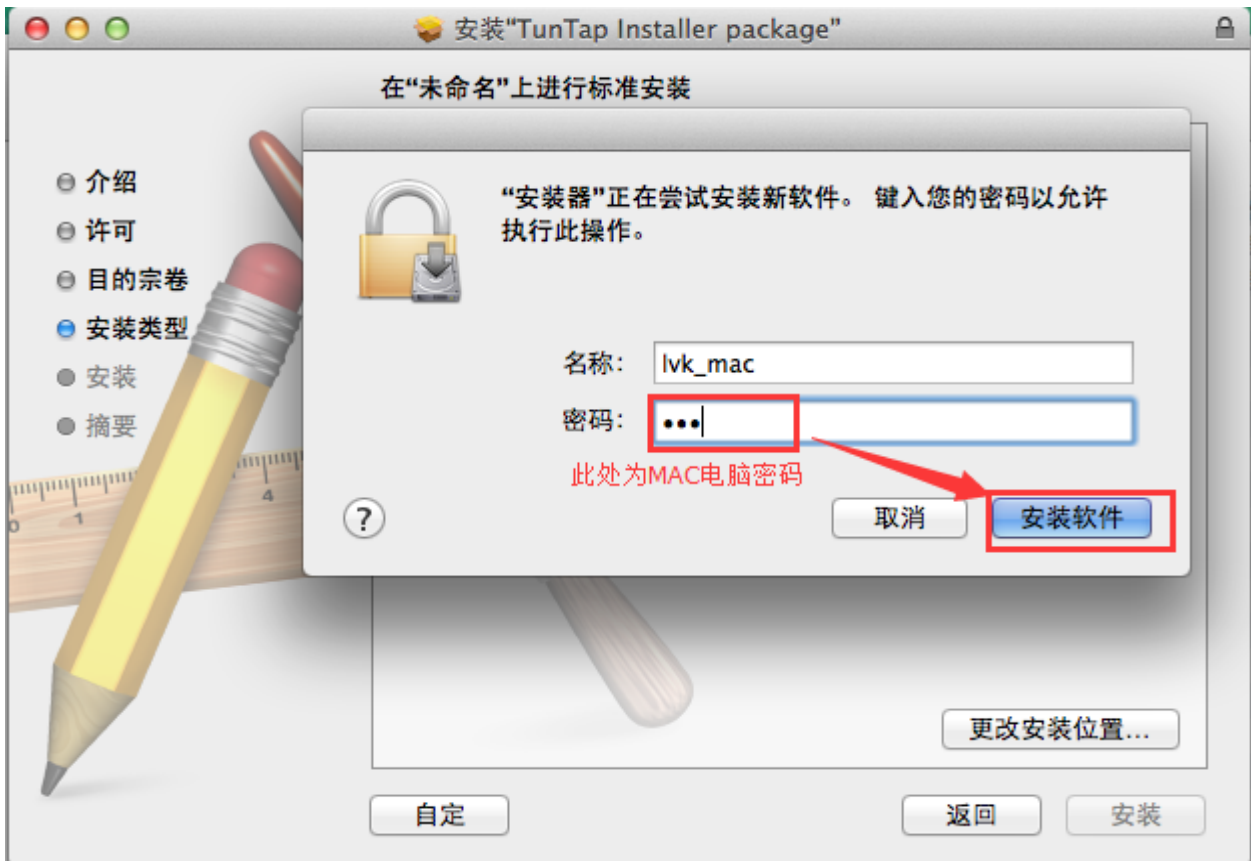 安装“TunTap Installer package”
在“未命名”上进行标准安装
介绍
许可
目的宗卷
安装类型
安装
摘要
“安装器”正在尝试安装新软件。 键入您的密码以允许
执行此操作。
名称： lvk_mac
密码： •••
此处为MAC电脑密码
?
取消 安装软件
0 1 4
更改安装位置...
自定 返回 安装